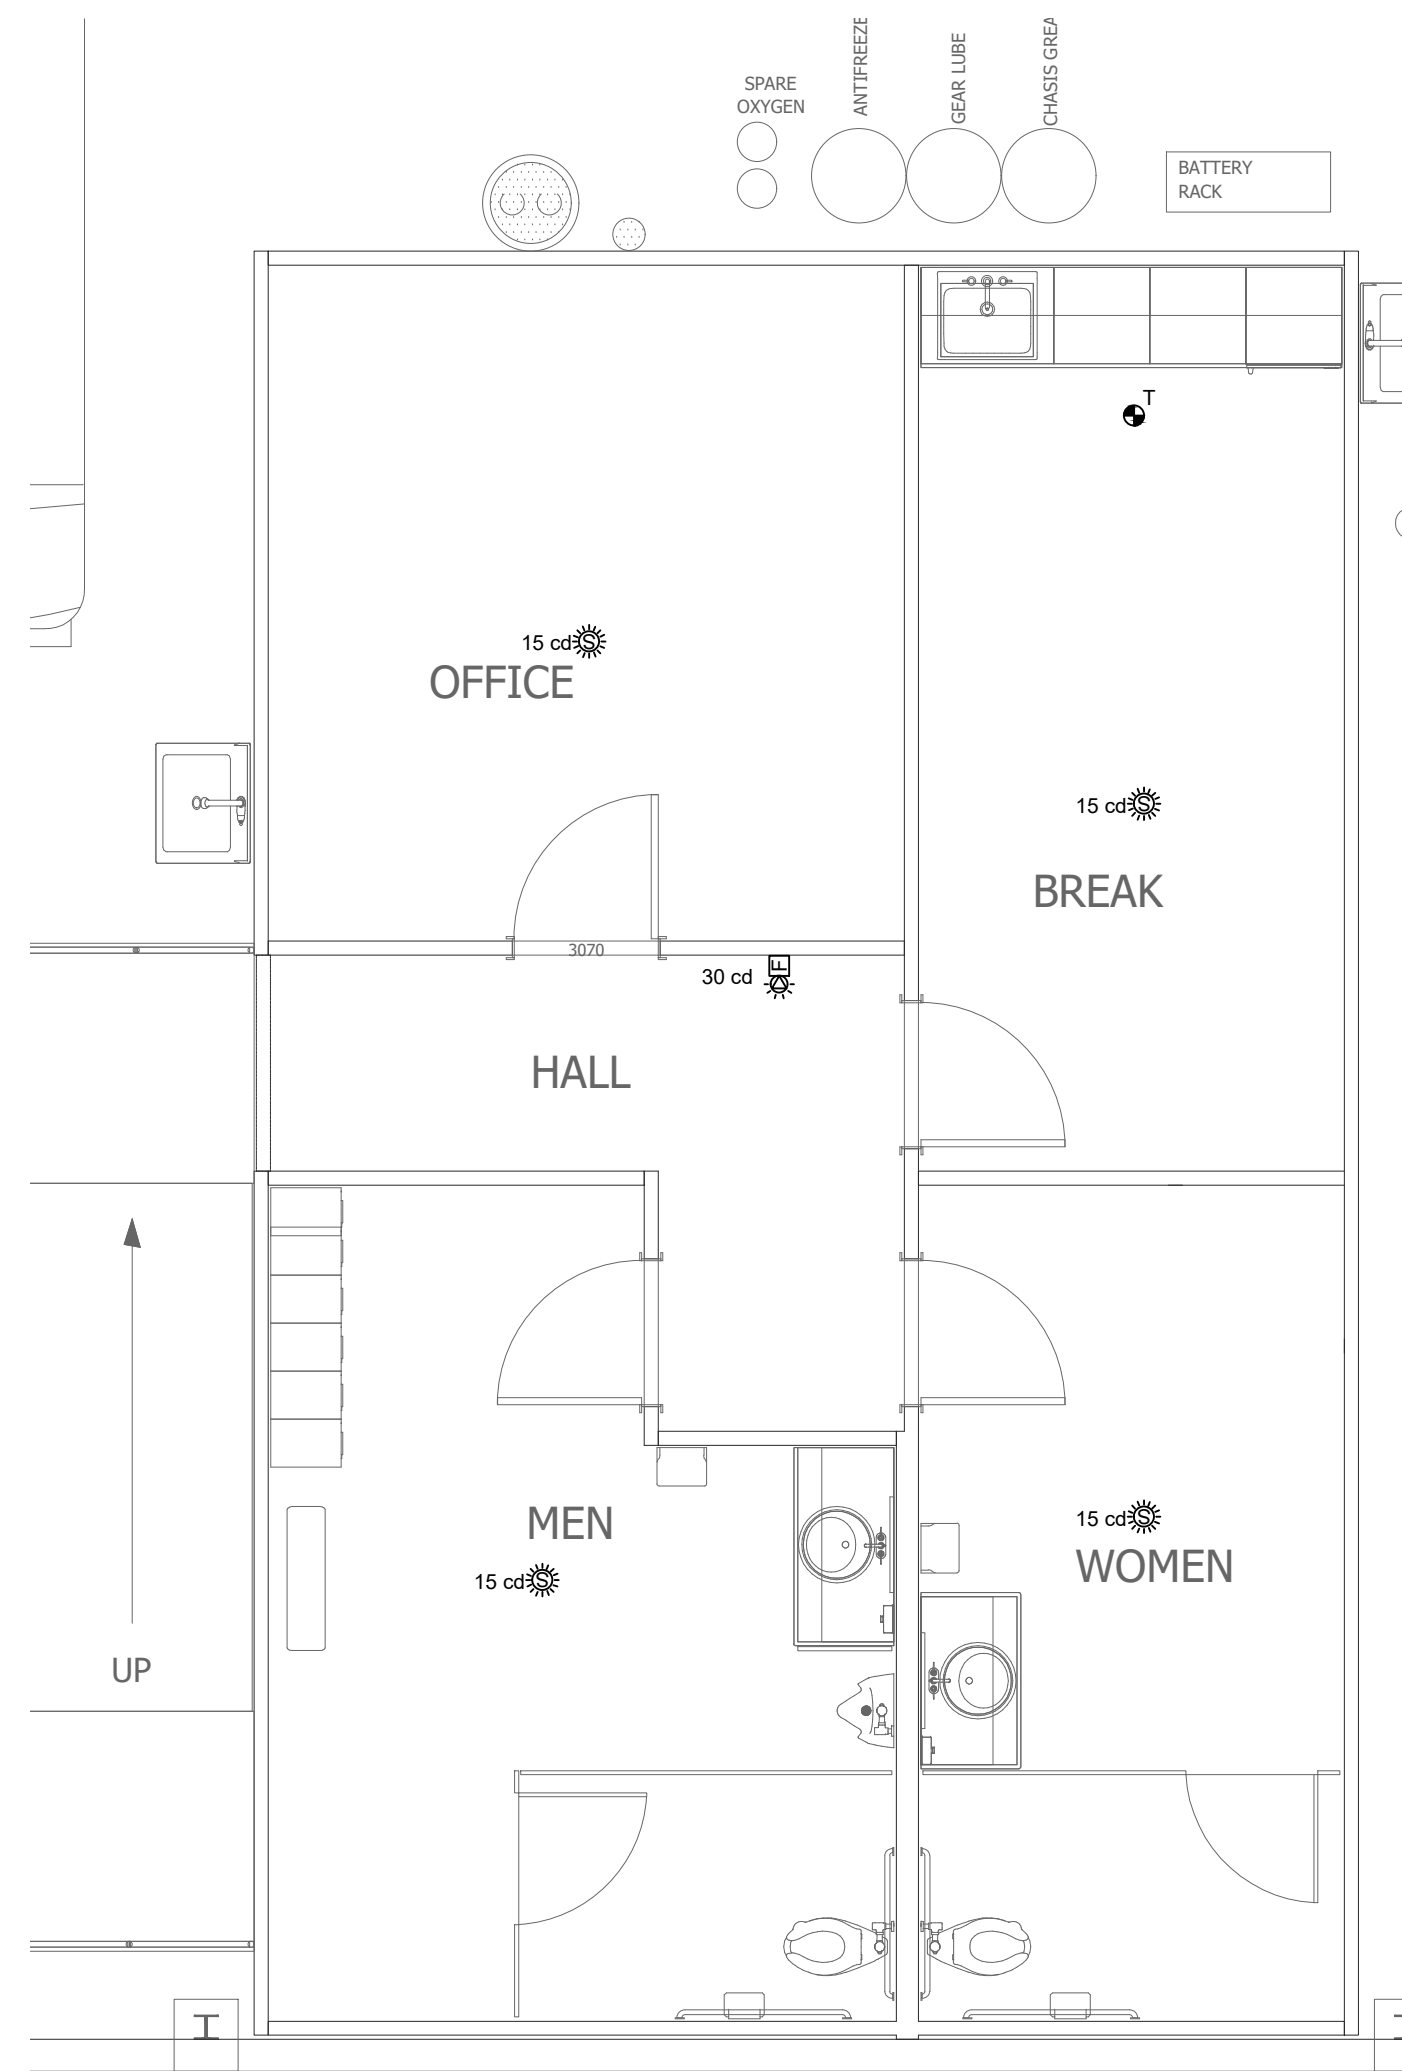 SPARE
OXYGEN
ANTIFREEZE
GEAR LUBE
CHASIS GREA
BATTERY
RACK
T
15 cd S
OFFICE
15 cd S
BREAK
3070
30 cd
F
HALL
MEN
15 cd S
15 cd S
WOMEN
UP